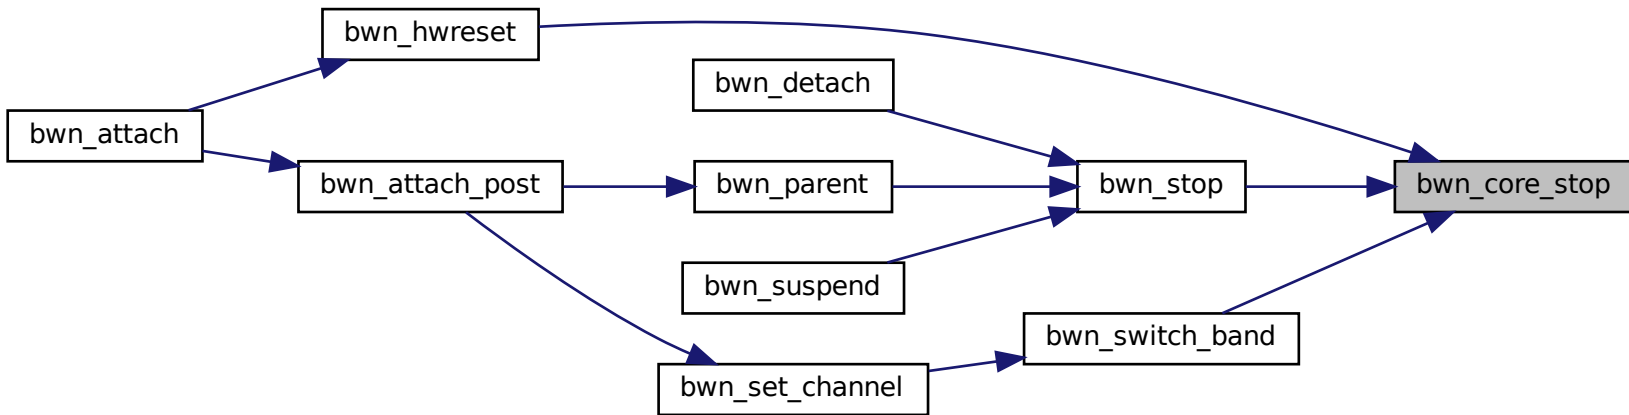 bwn_hwreset
bwn_detach
bwn_attach
bwn_attach_post
bwn_parent
bwn_stop
bwn_core_stop
bwn_suspend
bwn_switch_band
bwn_set_channel